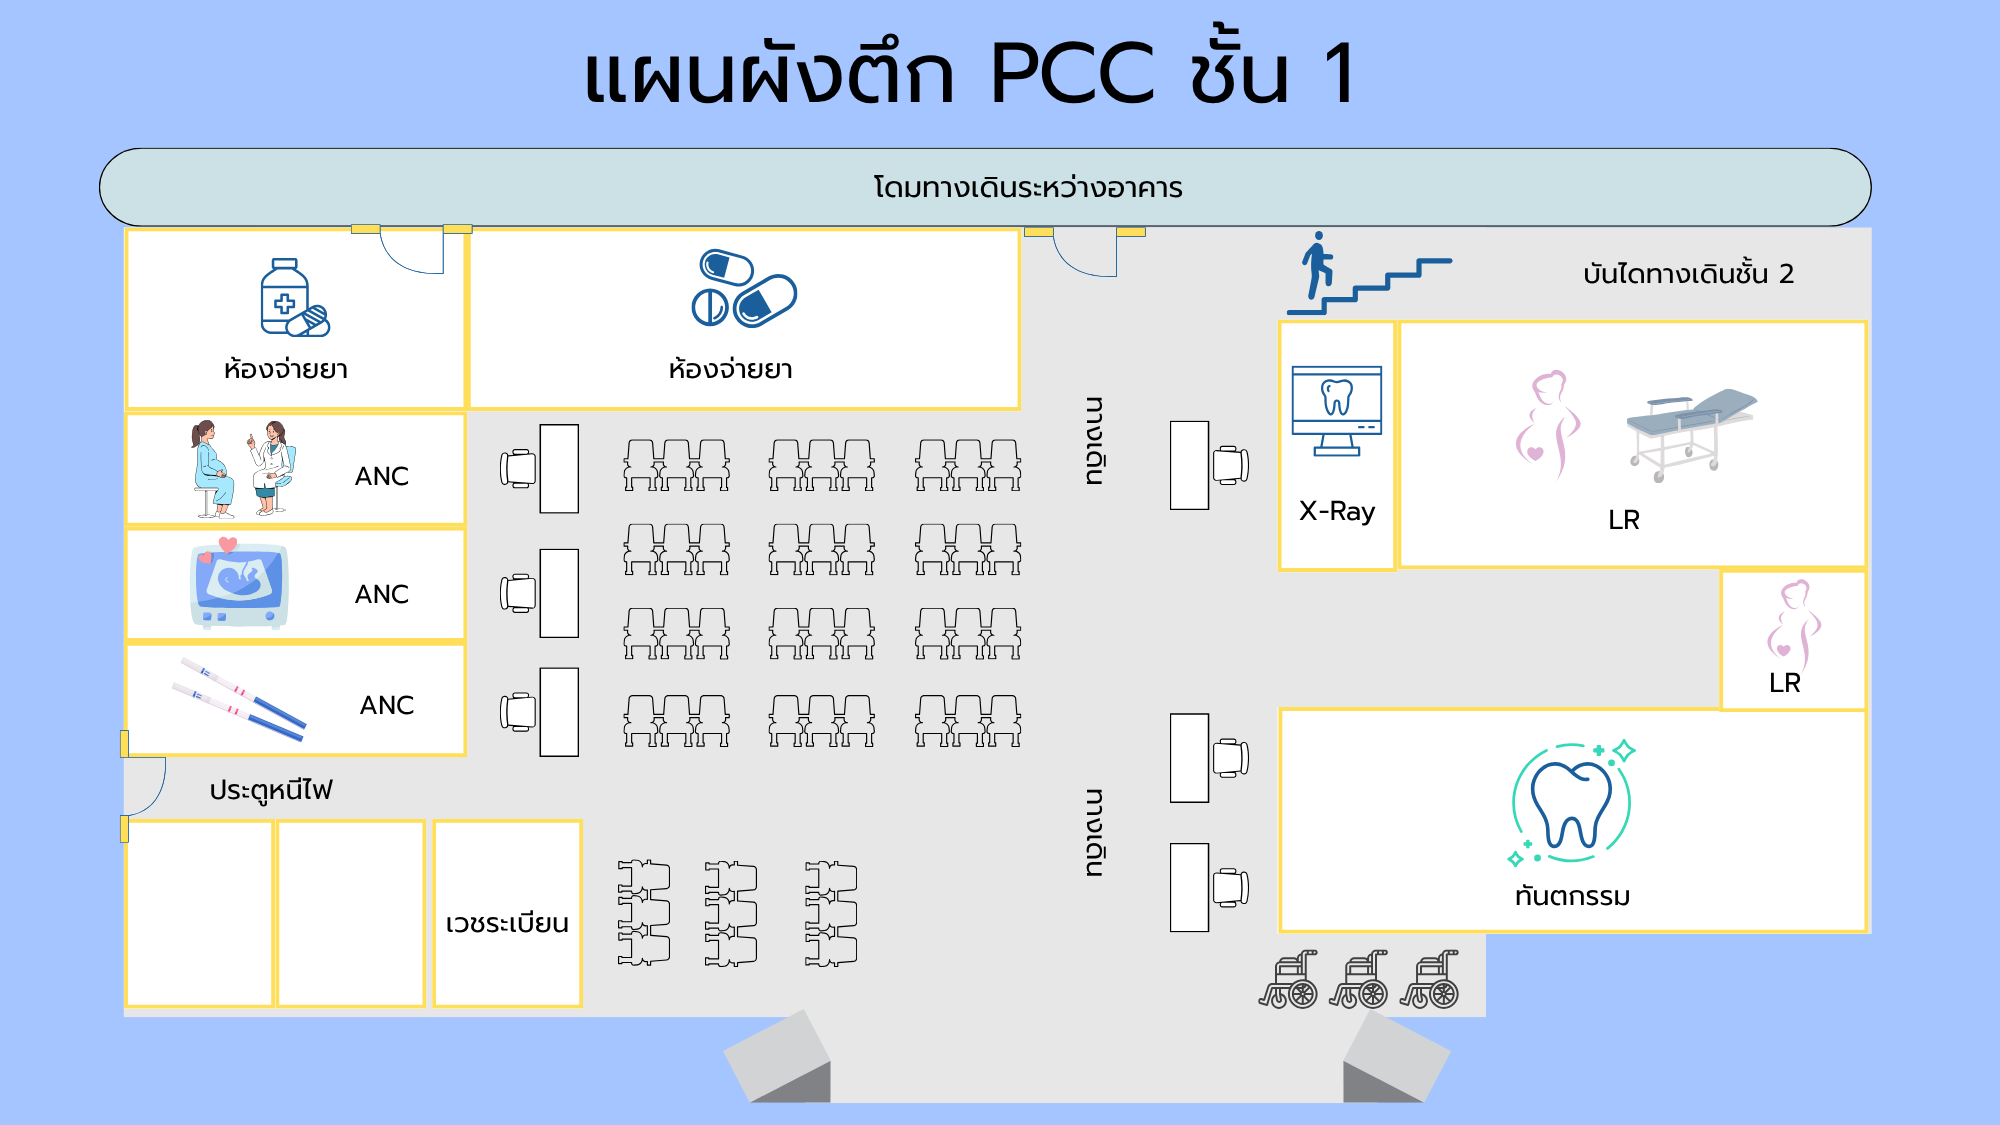 แผนผังตึก PCC ชั้น 1
โดมทางเดินระหว่างอาคาร
บันไดทางเดินชั้น 2
ห้องจ่ายยา
ห้องจ่ายยา
ทางเดิน
ANC
X-Ray
LR
ANC
LR
ANC
ประตูหนีไฟ
ทางเดิน
ทันตกรรม
เวชระเบียน